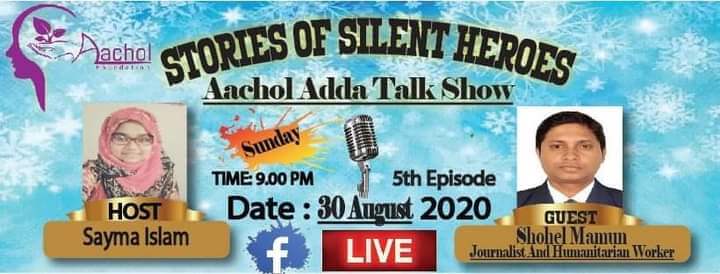 Aachol
Foundation
STORIES OF SILENT HEROES
Aachol Adda Talk Show
Sunday
TIME: 9.00 PM
5th Episode
Date : 30 August 2020
HOST
Sayma Islam
f
LIVE
GUEST
Shohel Mamun
Journalist And Humanitarian Worker